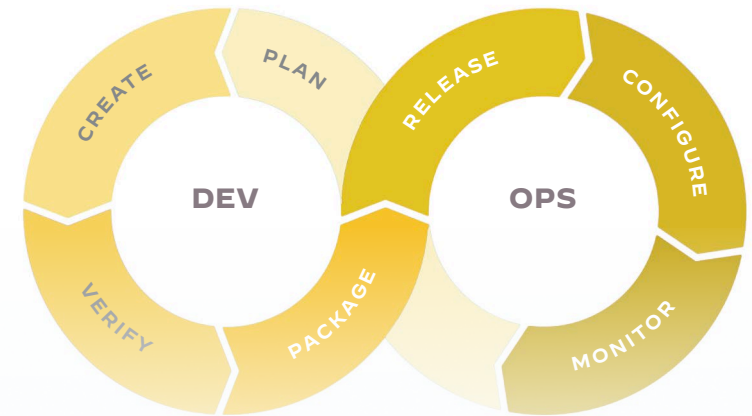 PLAN
CREATE
RELEASE
CONFIGURE
DEV
OPS
VERIFY
PACKAGE
MONITOR